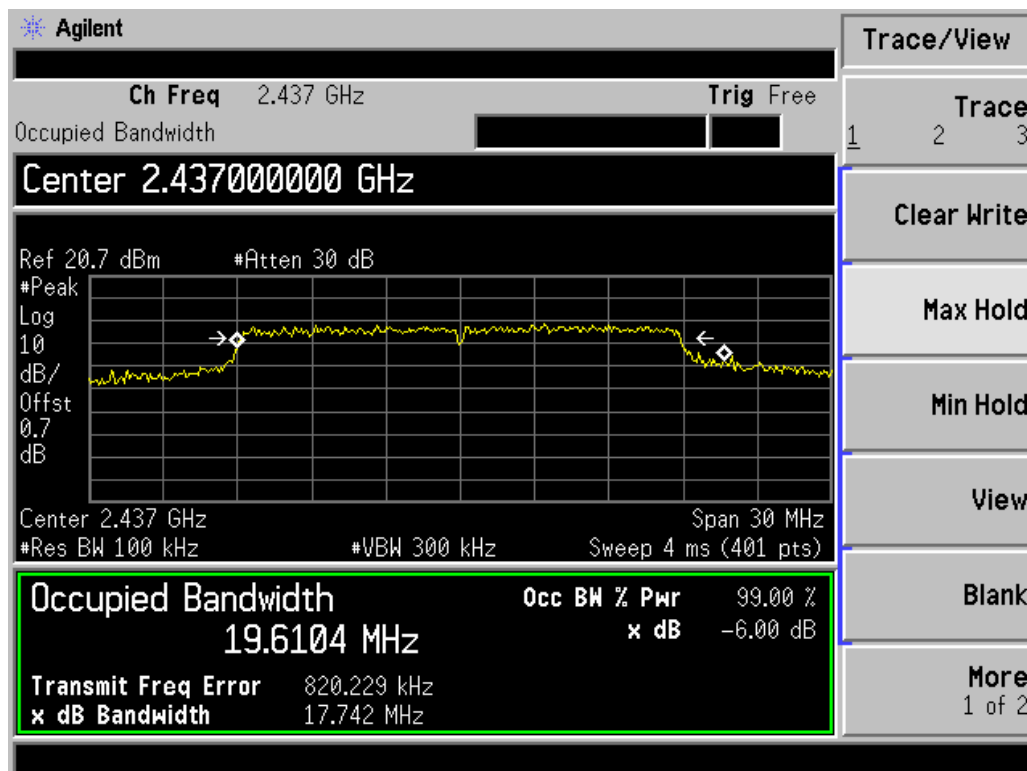 Agilent
Trace/View
Ch Freq 2.437 GHz Trig Free
Occupied Bandwidth
Trace
1 2 3
Center 2.437000000 GHz
Clear Write
Ref 20.7 dBm #Atten 30 dB
#Peak
Log
10
dB/
Offst
0.7
dB
Max Hold
Min Hold
Center 2.437 GHz Span 30 MHz
#Res BW 100 kHz #VBW 300 kHz Sweep 4 ms (401 pts)
View
Occupied Bandwidth Occ BW % Pwr 99.00 %
19.6104 MHz x dB -6.00 dB
Blank
Transmit Freq Error 820.229 kHz
x dB Bandwidth 17.742 MHz
More
1 of 2